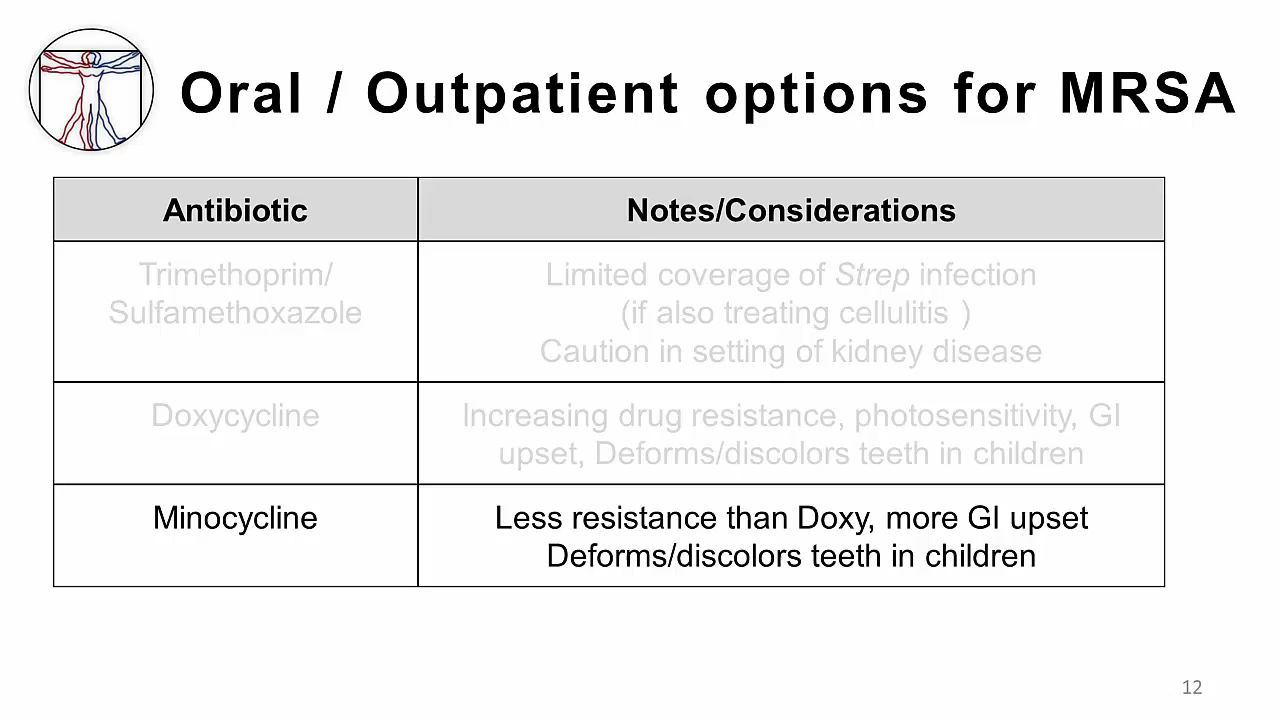 Oral / Outpatient options for MRSA
Antibiotic
Notes/Considerations
Trimethoprim/
Sulfamethoxazole
Limited coverage of Strep infection
(if also treating cellulitis )
Caution in setting of kidney disease
Doxycycline
Increasing drug resistance, photosensitivity, GI
upset, Deforms/discolors teeth in children
Minocycline
Less resistance than Doxy, more GI upset
Deforms/discolors teeth in children
12